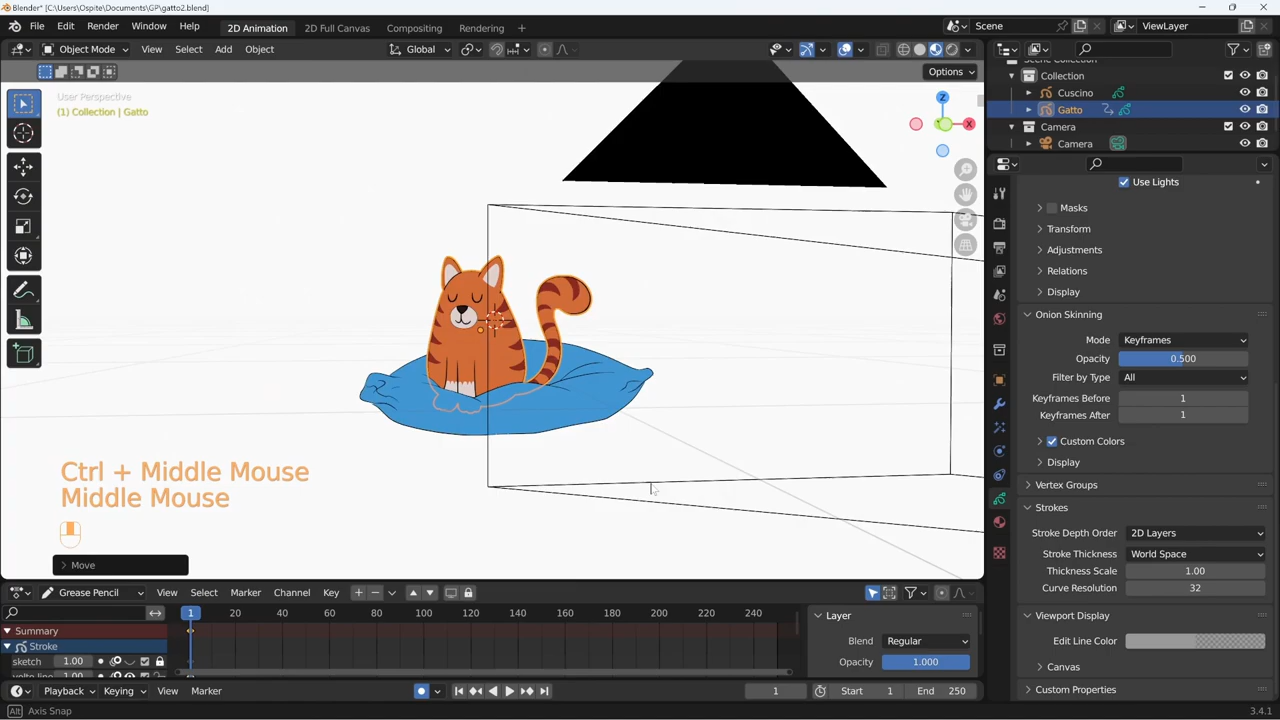 Blender* [C:\Users\Ospite\Documents\GP\gatto2.blend]
File Edit Render Window Help 2D Animation 2D Full Canvas Compositing Rendering + Scene ViewLayer
Object Mode View Select Add Object Global
Options
User Perspective
(1) Collection | Gatto
Z
X
Collection
Cuscino
Gatto
Camera
Camera
Use Lights
Masks
Transform
Adjustments
Relations
Display
Onion Skinning
Mode Keyframes
Opacity 0.500
Filter by Type All
Keyframes Before 1
Keyframes After 1
Custom Colors
Display
Vertex Groups
Strokes
Stroke Depth Order 2D Layers
Stroke Thickness World Space
Thickness Scale 1.00
Curve Resolution 32
Viewport Display
Edit Line Color
Canvas
Custom Properties
Ctrl + Middle Mouse
Middle Mouse
Move
Grease Pencil View Select Marker Channel Key
1 20 40 60 80 100 120 140 160 180 200 220 240
Summary
Stroke
sketch 1.00
Layer
Blend Regular
Opacity 1.000
Playback Keying View Marker 1 Start 1 End 250
Alt Axis Snap 3.4.1